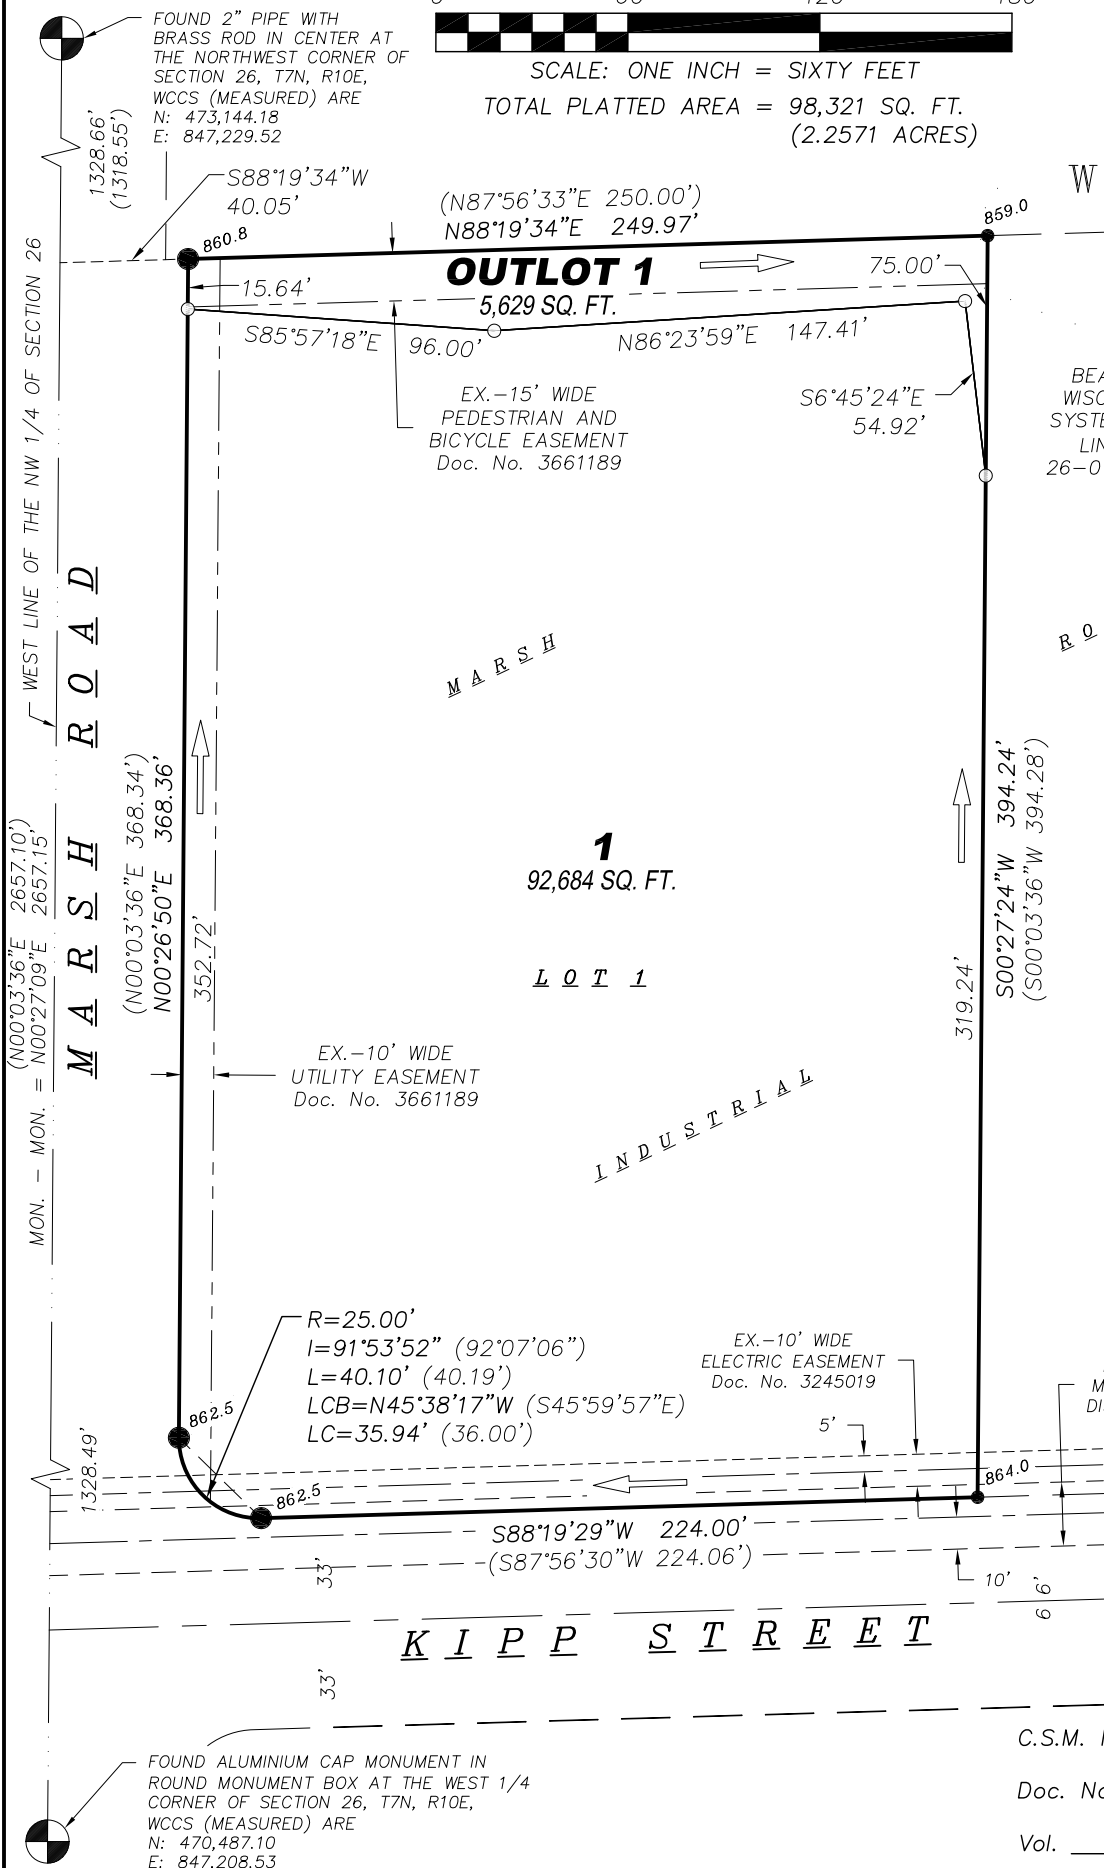 FOUND 2” PIPE WITH
BRASS ROD IN CENTER AT
THE NORTHWEST CORNER OF
SECTION 26, T7N, R10E,
WCCS (MEASURED) ARE
N: 473,144.18
E: 847,229.52
SCALE: ONE INCH = SIXTY FEET
TOTAL PLATTED AREA = 98,321 SQ. FT.
(2.2571 ACRES)
1328.66'
(1318.55')
S88°19'34”W
40.05'
(N87°56'33”E 250.00')
N88°19'34”E 249.97'
W
860.8
859.0
OUTLOT 1
5,629 SQ. FT.
75.00'
15.64'
S85°57'18”E 96.00'
N86°23'59”E 147.41'
S6°45'24”E
54.92'
EX.-15' WIDE
PEDESTRIAN AND
BICYCLE EASEMENT
Doc. No. 3661189
BEA
WISC
SYSTE
LIN
26-0
WEST LINE OF THE NW 1/4 OF SECTION 26
MARSH ROAD
MARSH
RO
(N00°03'36”E 368.34')
N00°26'50”E 368.36'
352.72'
(N00°03'36”E 2657.10')
MON. - MON. = N00°27'09”E 2657.15'
1
92,684 SQ. FT.
LOT 1
319.24'
S00°27'24”W 394.24'
(S00°03'36”W 394.28')
EX.-10' WIDE
UTILITY EASEMENT
Doc. No. 3661189
INDUSTRIAL
R=25.00'
I=91°53'52” (92°07'06”)
L=40.10' (40.19')
LCB=N45°38'17”W (S45°59'57”E)
LC=35.94' (36.00')
EX.-10' WIDE
ELECTRIC EASEMENT
Doc. No. 3245019
M
DI
5'
862.5
862.5
864.0
1328.49'
S88°19'29”W 224.00'
(S87°56'30”W 224.06')
33'
10'
6'
6'
KIPP STREET
33'
FOUND ALUMINIUM CAP MONUMENT IN
ROUND MONUMENT BOX AT THE WEST 1/4
CORNER OF SECTION 26, T7N, R10E,
WCCS (MEASURED) ARE
N: 470,487.10
E: 847,208.53
C.S.M.
Doc. No
Vol.